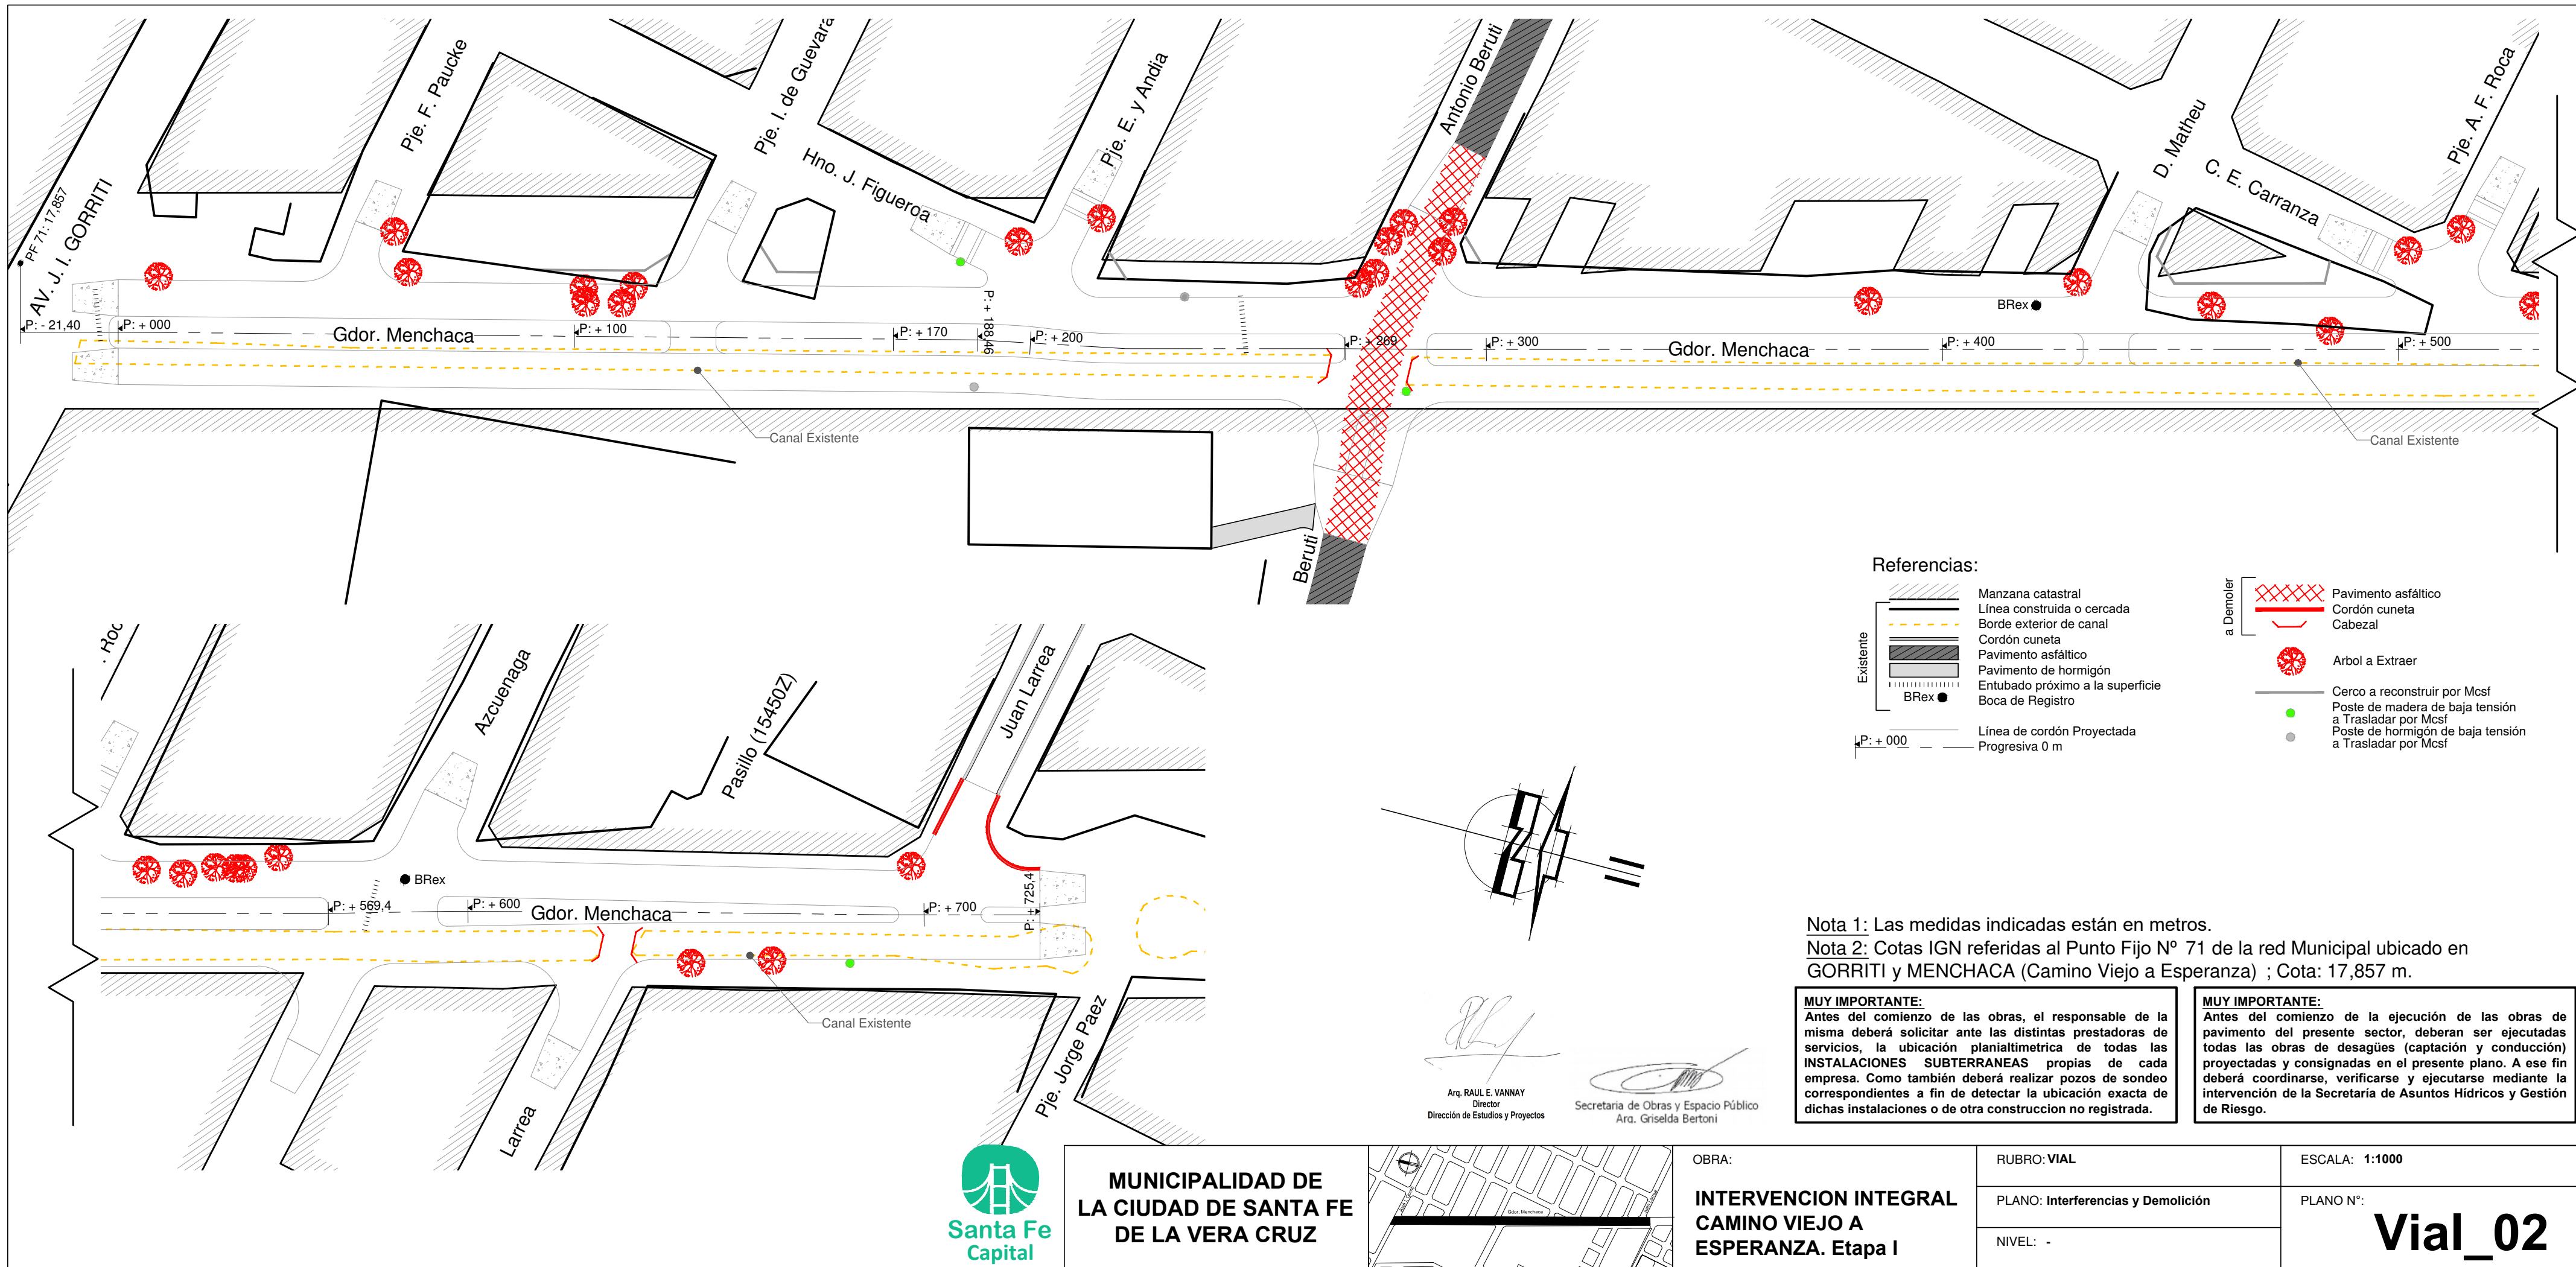 PF 71: 17,857
AV. J. I. GORRITI
Pje. F. Paucke
Pje. I. de Guevara
Hno. J. Figueroa
Pje. E. y Andia
Antonio Beruti
D. Matheu
C. E. Carranza
Pje. A. F. Roca
BRex
P: - 21,40
P: + 000
Gdor. Menchaca
P: + 100
P: + 170
P: + 188,46
P: + 200
P: + 269
P: + 300
Gdor. Menchaca
P: + 400
P: + 500
Canal Existente
Canal Existente
Beruti
Referencias:
Existente
Manzana catastral
Línea construida o cercada
Borde exterior de canal
Cordón cuneta
Pavimento asfáltico
Pavimento de hormigón
Entubado próximo a la superficie
BRex
Boca de Registro
Línea de cordón Proyectada
P: + 000
Progresiva 0 m
a Demoler
Pavimento asfáltico
Cordón cuneta
Cabezal
Arbol a Extraer
Cerco a reconstruir por Mcsf
Poste de madera de baja tensión
a Trasladar por Mcsf
Poste de hormigón de baja tensión
a Trasladar por Mcsf
. Roc
Azcuenaga
Pasillo (15450Z)
Juan Larrea
BRex
P: + 569,4
P: + 600
Gdor. Menchaca
P: + 700
P: + 725,4
Canal Existente
Larrea
Pje. Jorge Paez
Nota 1: Las medidas indicadas están en metros.
Nota 2: Cotas IGN referidas al Punto Fijo Nº 71 de la red Municipal ubicado en
GORRITI y MENCHACA (Camino Viejo a Esperanza) ; Cota: 17,857 m.
MUY IMPORTANTE:
Antes del comienzo de las obras, el responsable de la
misma deberá solicitar ante las distintas prestadoras de
servicios, la ubicación planialtimetrica de todas las
INSTALACIONES SUBTERRANEAS propias de cada
empresa. Como también deberá realizar pozos de sondeo
correspondientes a fin de detectar la ubicación exacta de
dichas instalaciones o de otra construccion no registrada.
MUY IMPORTANTE:
Antes del comienzo de la ejecución de las obras de
pavimento del presente sector, deberan ser ejecutadas
todas las obras de desagües (captación y conducción)
proyectadas y consignadas en el presente plano. A ese fin
deberá coordinarse, verificarse y ejecutarse mediante la
intervención de la Secretaría de Asuntos Hídricos y Gestión
de Riesgo.
Arq. RAUL E. VANNAY
Director
Dirección de Estudios y Proyectos
Secretaria de Obras y Espacio Público
Arq. Griselda Bertoni
Santa Fe
Capital
MUNICIPALIDAD DE
LA CIUDAD DE SANTA FE
DE LA VERA CRUZ
Gdor. Menchaca
OBRA:
INTERVENCION INTEGRAL
CAMINO VIEJO A
ESPERANZA. Etapa I
RUBRO: VIAL
PLANO: Interferencias y Demolición
NIVEL: -
ESCALA: 1:1000
PLANO N°:
Vial_02